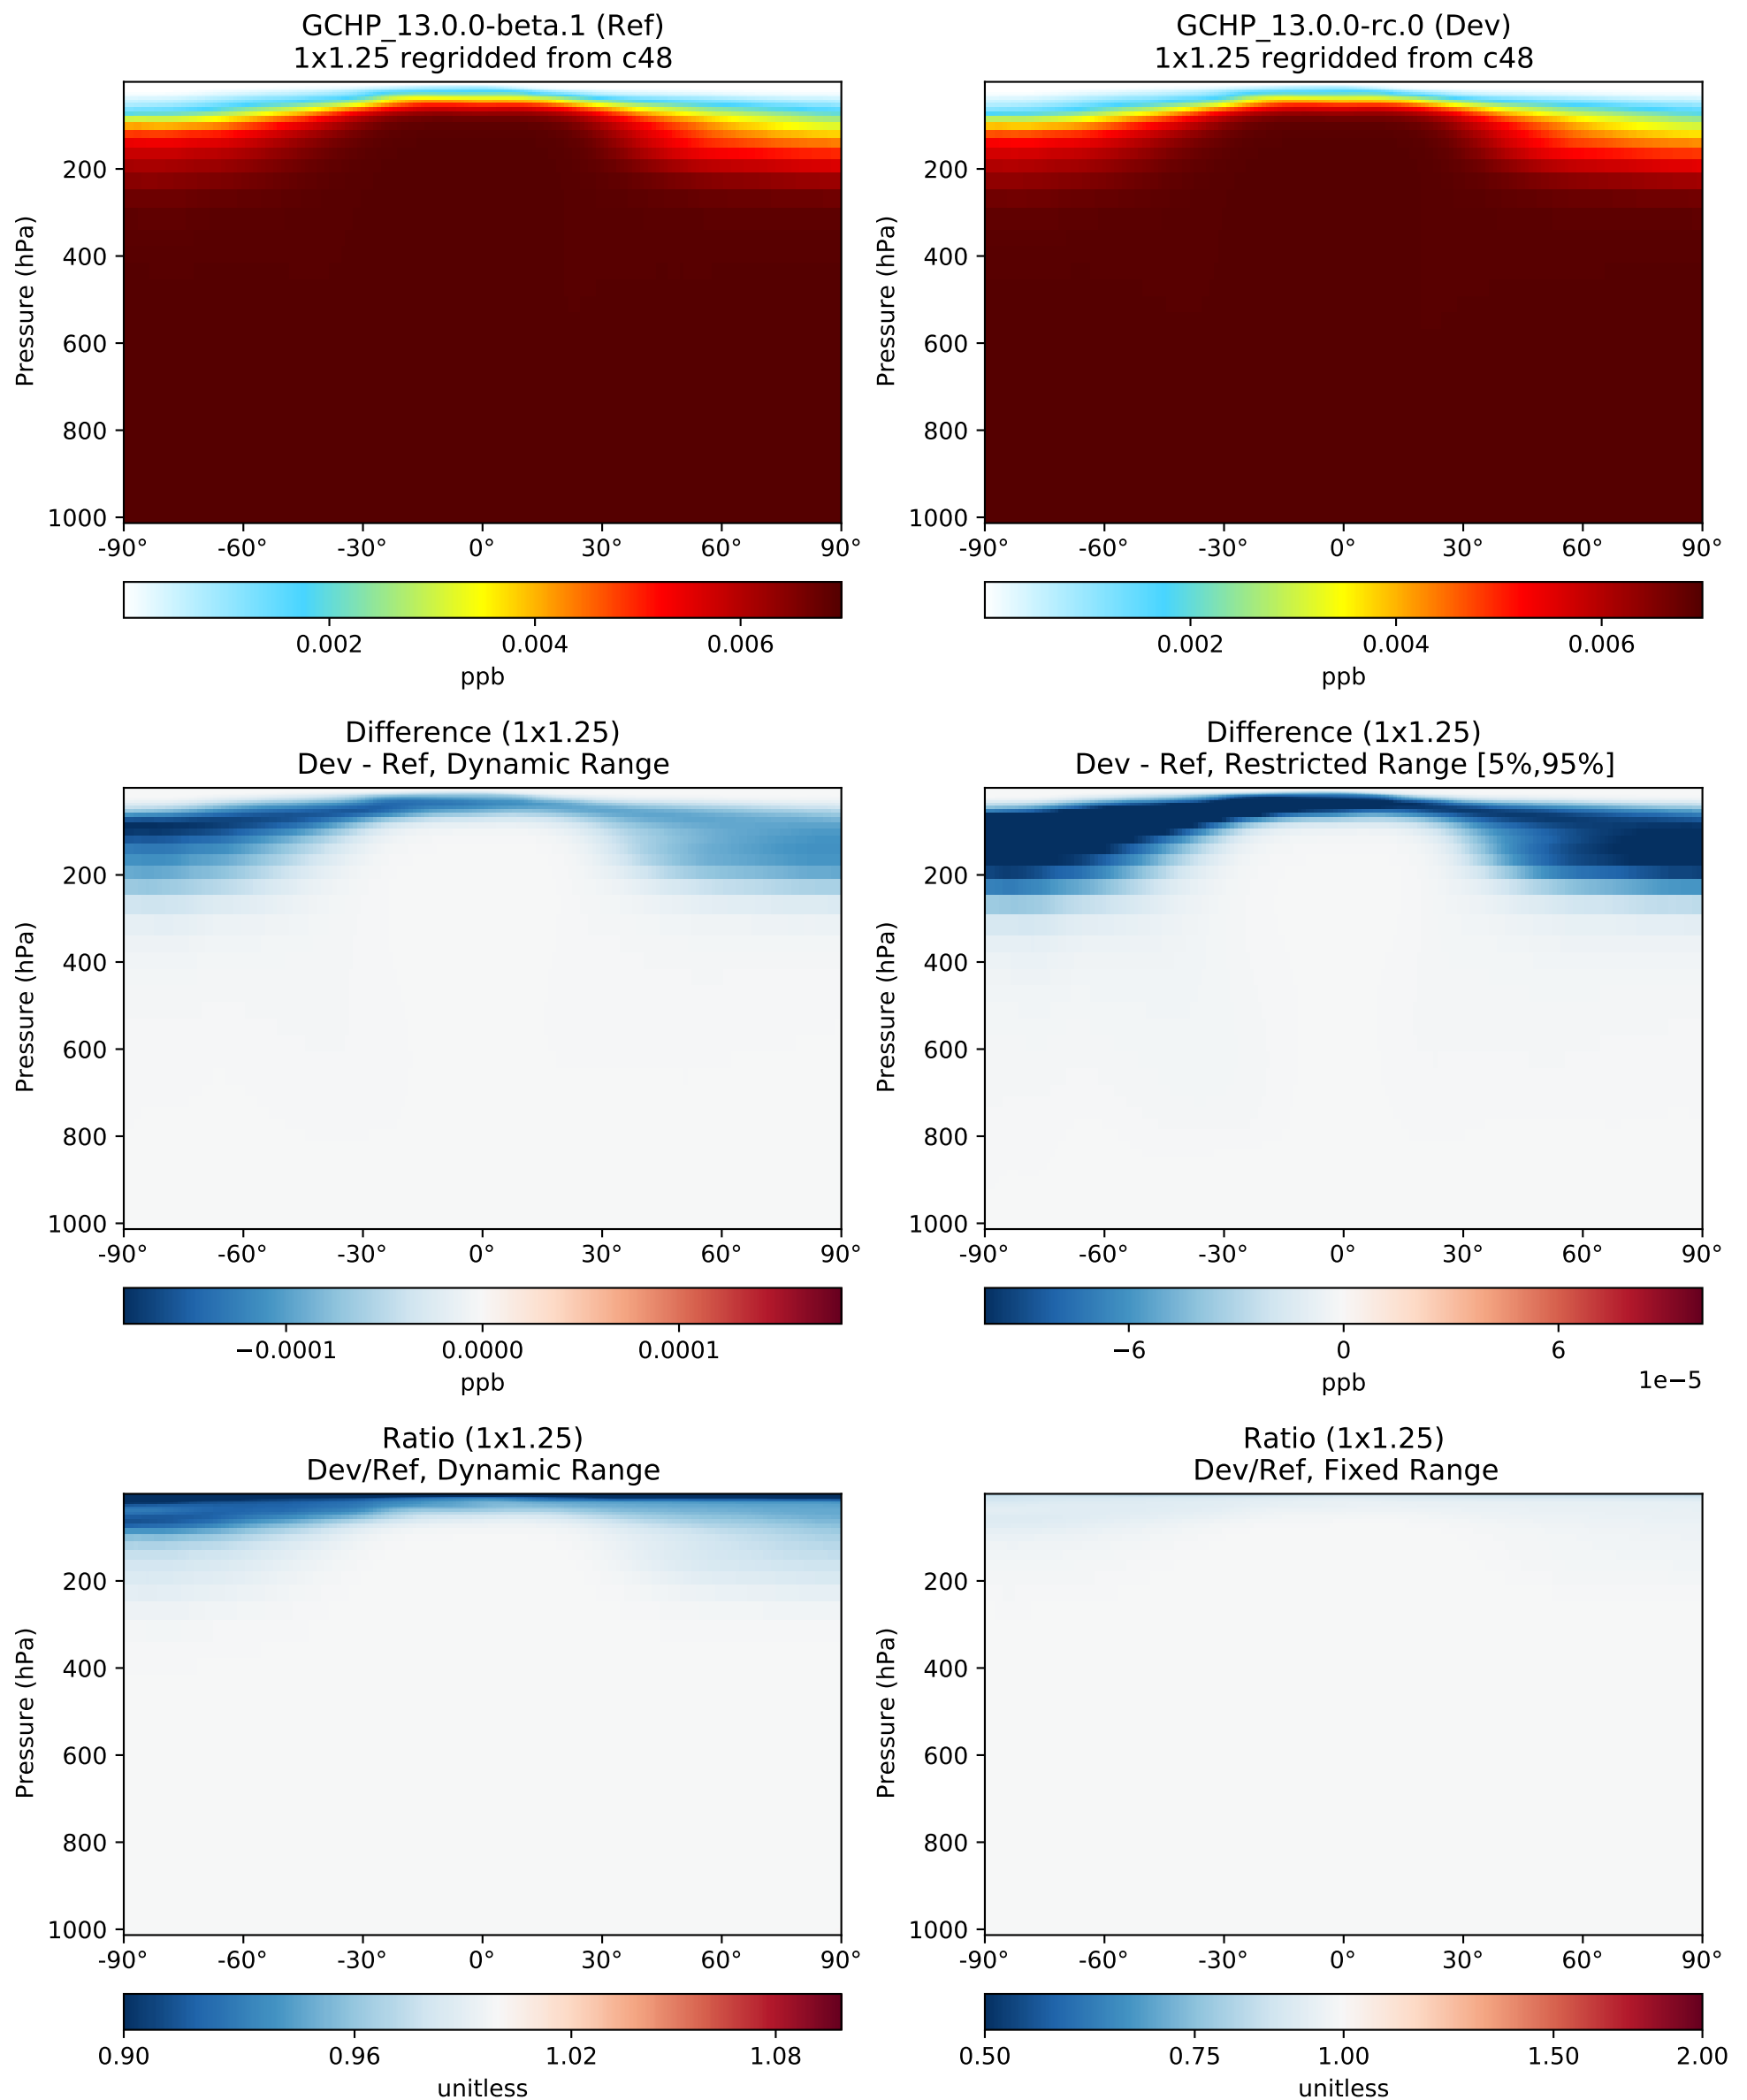 GCHP_13.0.0-beta.1 (Ref)
1x1.25 regridded from c48
Pressure (hPa)
200
400
600
800
1000
-90° -60° -30° 0° 30° 60° 90°
0.002 0.004 0.006
ppb
GCHP_13.0.0-rc.0 (Dev)
1x1.25 regridded from c48
Pressure (hPa)
200
400
600
800
1000
-90° -60° -30° 0° 30° 60° 90°
0.002 0.004 0.006
ppb
Difference (1x1.25)
Dev - Ref, Dynamic Range
Pressure (hPa)
200
400
600
800
1000
-90° -60° -30° 0° 30° 60° 90°
−0.0001 0.0000 0.0001
ppb
Difference (1x1.25)
Dev - Ref, Restricted Range [5%,95%]
Pressure (hPa)
200
400
600
800
1000
-90° -60° -30° 0° 30° 60° 90°
−6 0 6
ppb
1e−5
Ratio (1x1.25)
Dev/Ref, Dynamic Range
Pressure (hPa)
200
400
600
800
1000
-90° -60° -30° 0° 30° 60° 90°
0.90 0.96 1.02 1.08
unitless
Ratio (1x1.25)
Dev/Ref, Fixed Range
Pressure (hPa)
200
400
600
800
1000
-90° -60° -30° 0° 30° 60° 90°
0.50 0.75 1.00 1.50 2.00
unitless